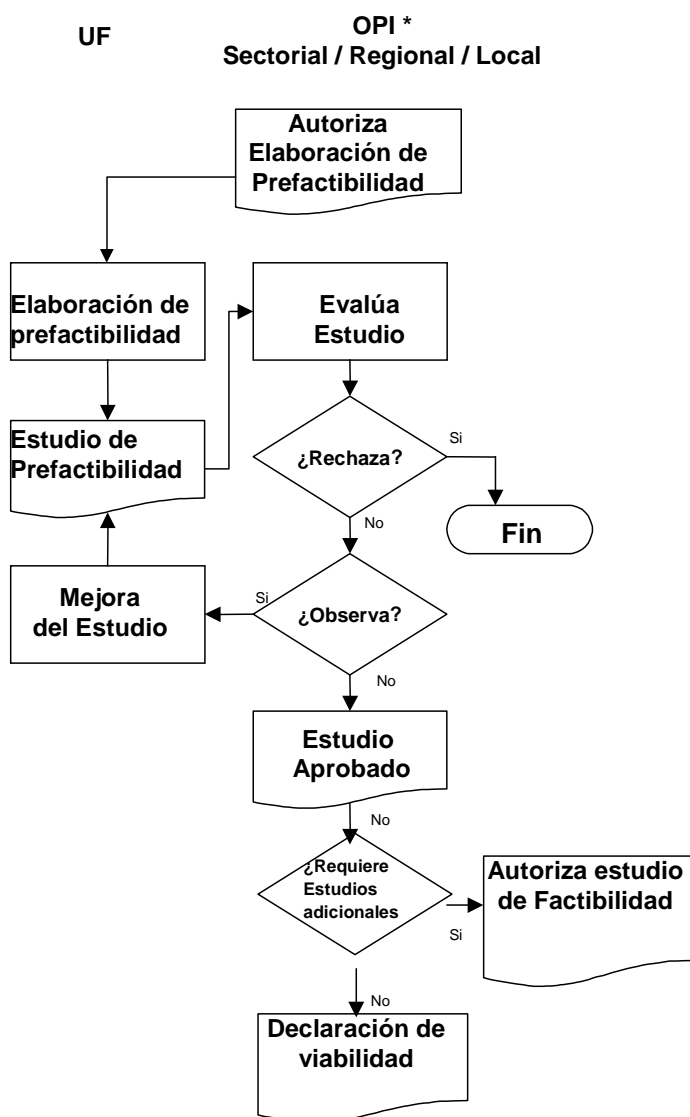 UF
OPI *
Sectorial / Regional / Local
Autoriza
Elaboración de
Prefactibilidad
Elaboración de
prefactibilidad
Evalúa
Estudio
Estudio de
Prefactibilidad
¿Rechaza?
Si
Fin
No
Mejora
del Estudio
Si
¿Observa?
No
Estudio
Aprobado
No
¿Requiere
Estudios
adicionales
Si
Autoriza estudio
de Factibilidad
No
Declaración de
viabilidad